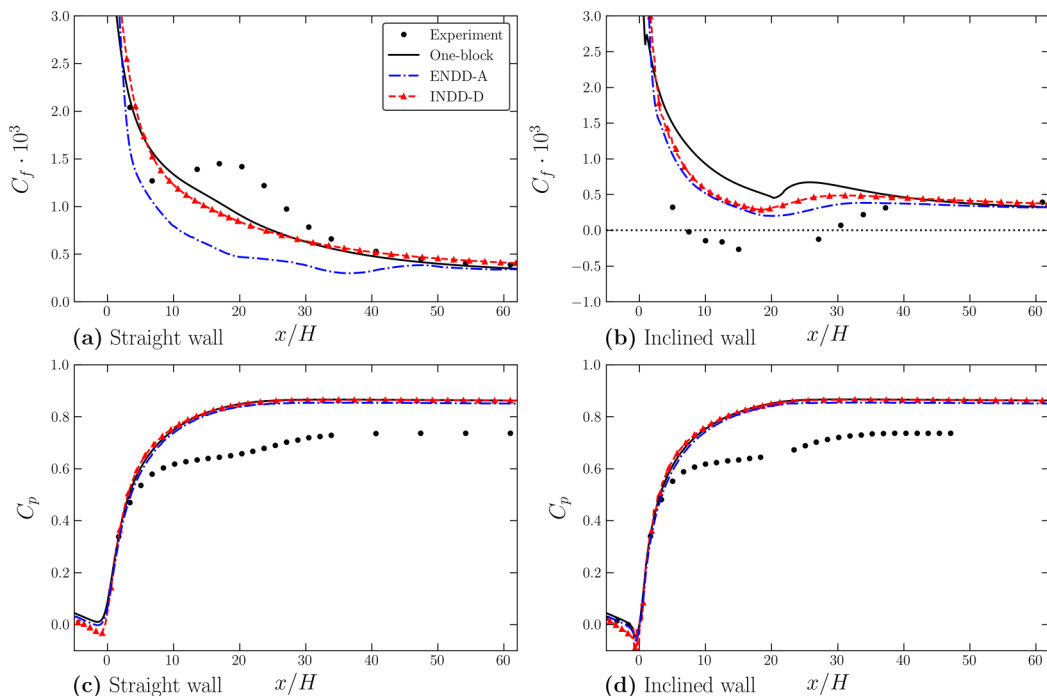 3.0
2.5
2.0
1.5
1.0
0.5
0.0
C_f · 10^3
Experiment
One-block
ENDD-A
INDD-D
0 10 20 30 40 50 60
(a) Straight wall x/H
3.0
2.5
2.0
1.5
1.0
0.5
0.0
−0.5
−1.0
C_f · 10^3
0 10 20 30 40 50 60
(b) Inclined wall x/H
1.0
0.8
0.6
0.4
0.2
0.0
C_p
0 10 20 30 40 50 60
(c) Straight wall x/H
1.0
0.8
0.6
0.4
0.2
0.0
C_p
0 10 20 30 40 50 60
(d) Inclined wall x/H